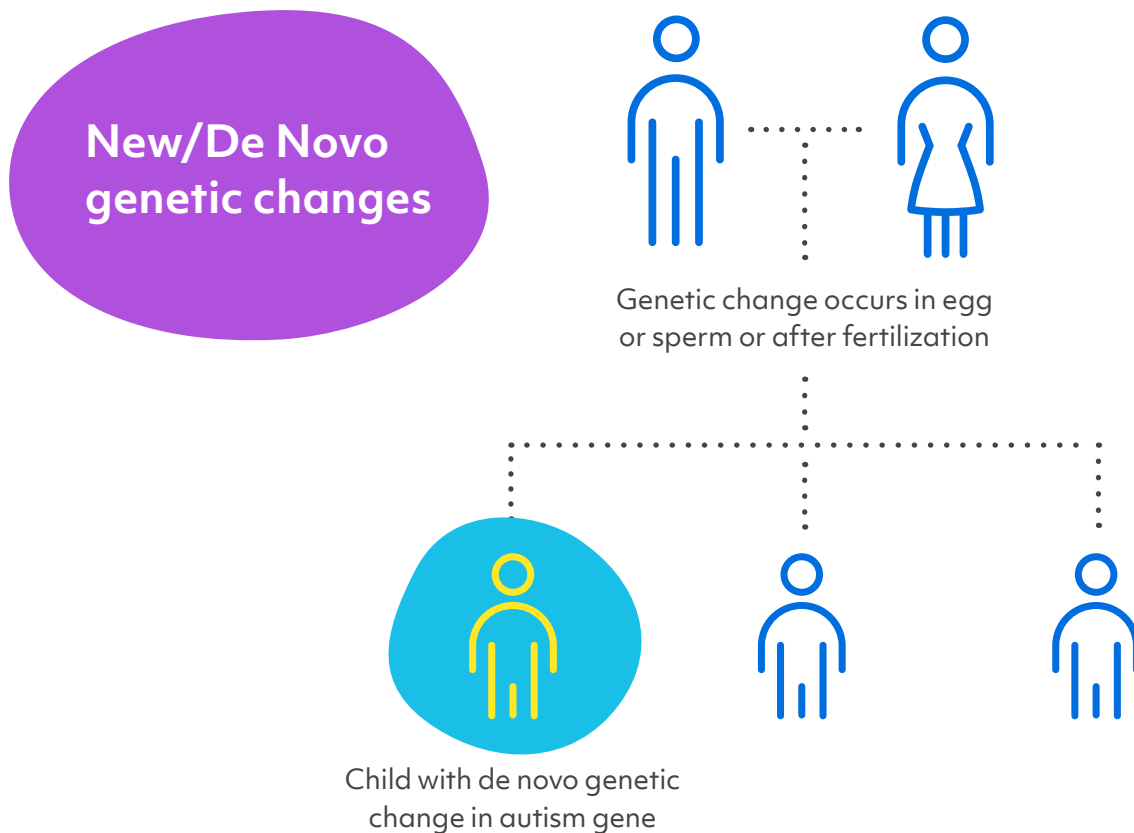 New/De Novo
genetic changes
Genetic change occurs in egg
or sperm or after fertilization
Child with de novo genetic
change in autism gene